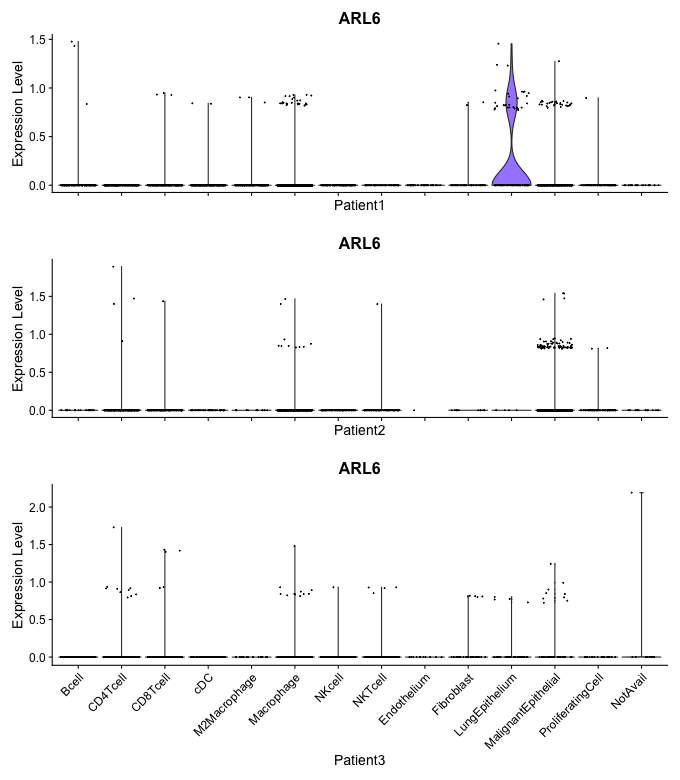 ARL6
Expression Level
1.5
1.0
0.5
0.0
Patient1
ARL6
Expression Level
1.5
1.0
0.5
0.0
Patient2
ARL6
Expression Level
2.0
1.5
1.0
0.5
0.0
Bcell
CD4Tcell
CD8Tcell
cDC
M2Macrophage
Macrophage
NKcell
NKTcell
Endothelium
Fibroblast
LungEpithelium
MalignantEpithelial
ProliferatingCell
NotAvail
Patient3